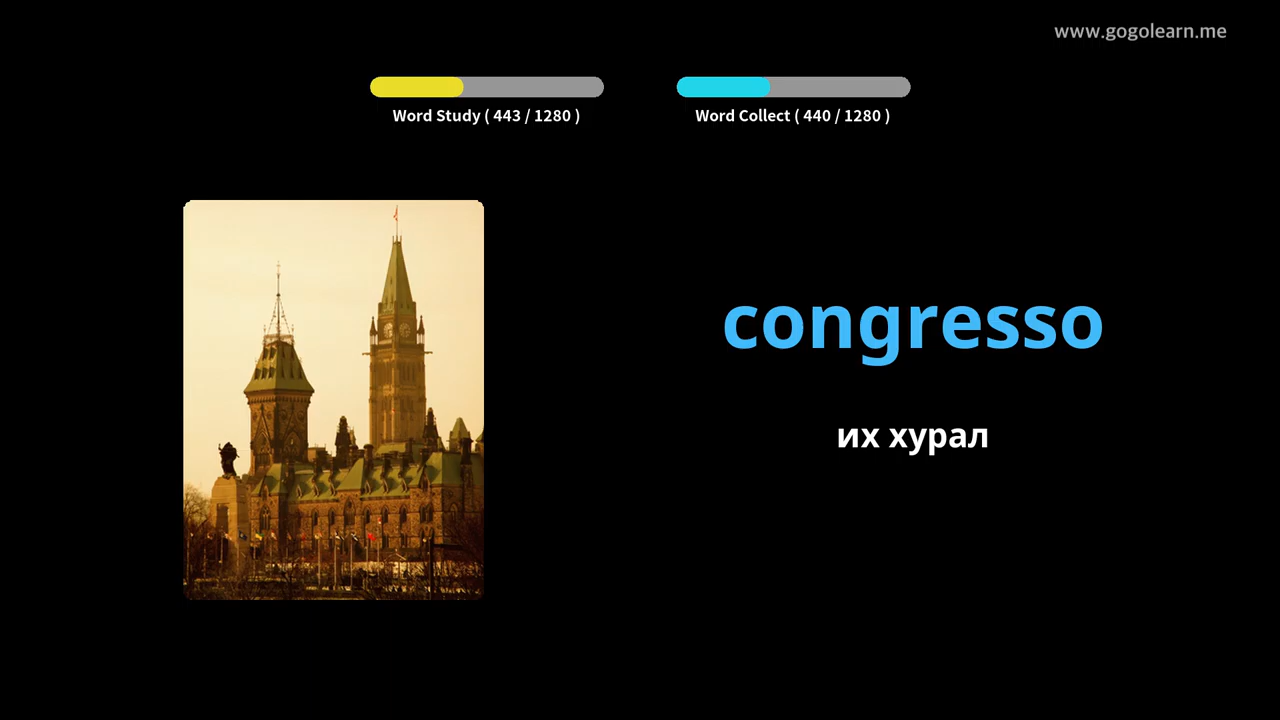 www.gogolearn.me
Word Study ( 443 / 1280 )
Word Collect ( 440 / 1280 )
congresso
их хурал